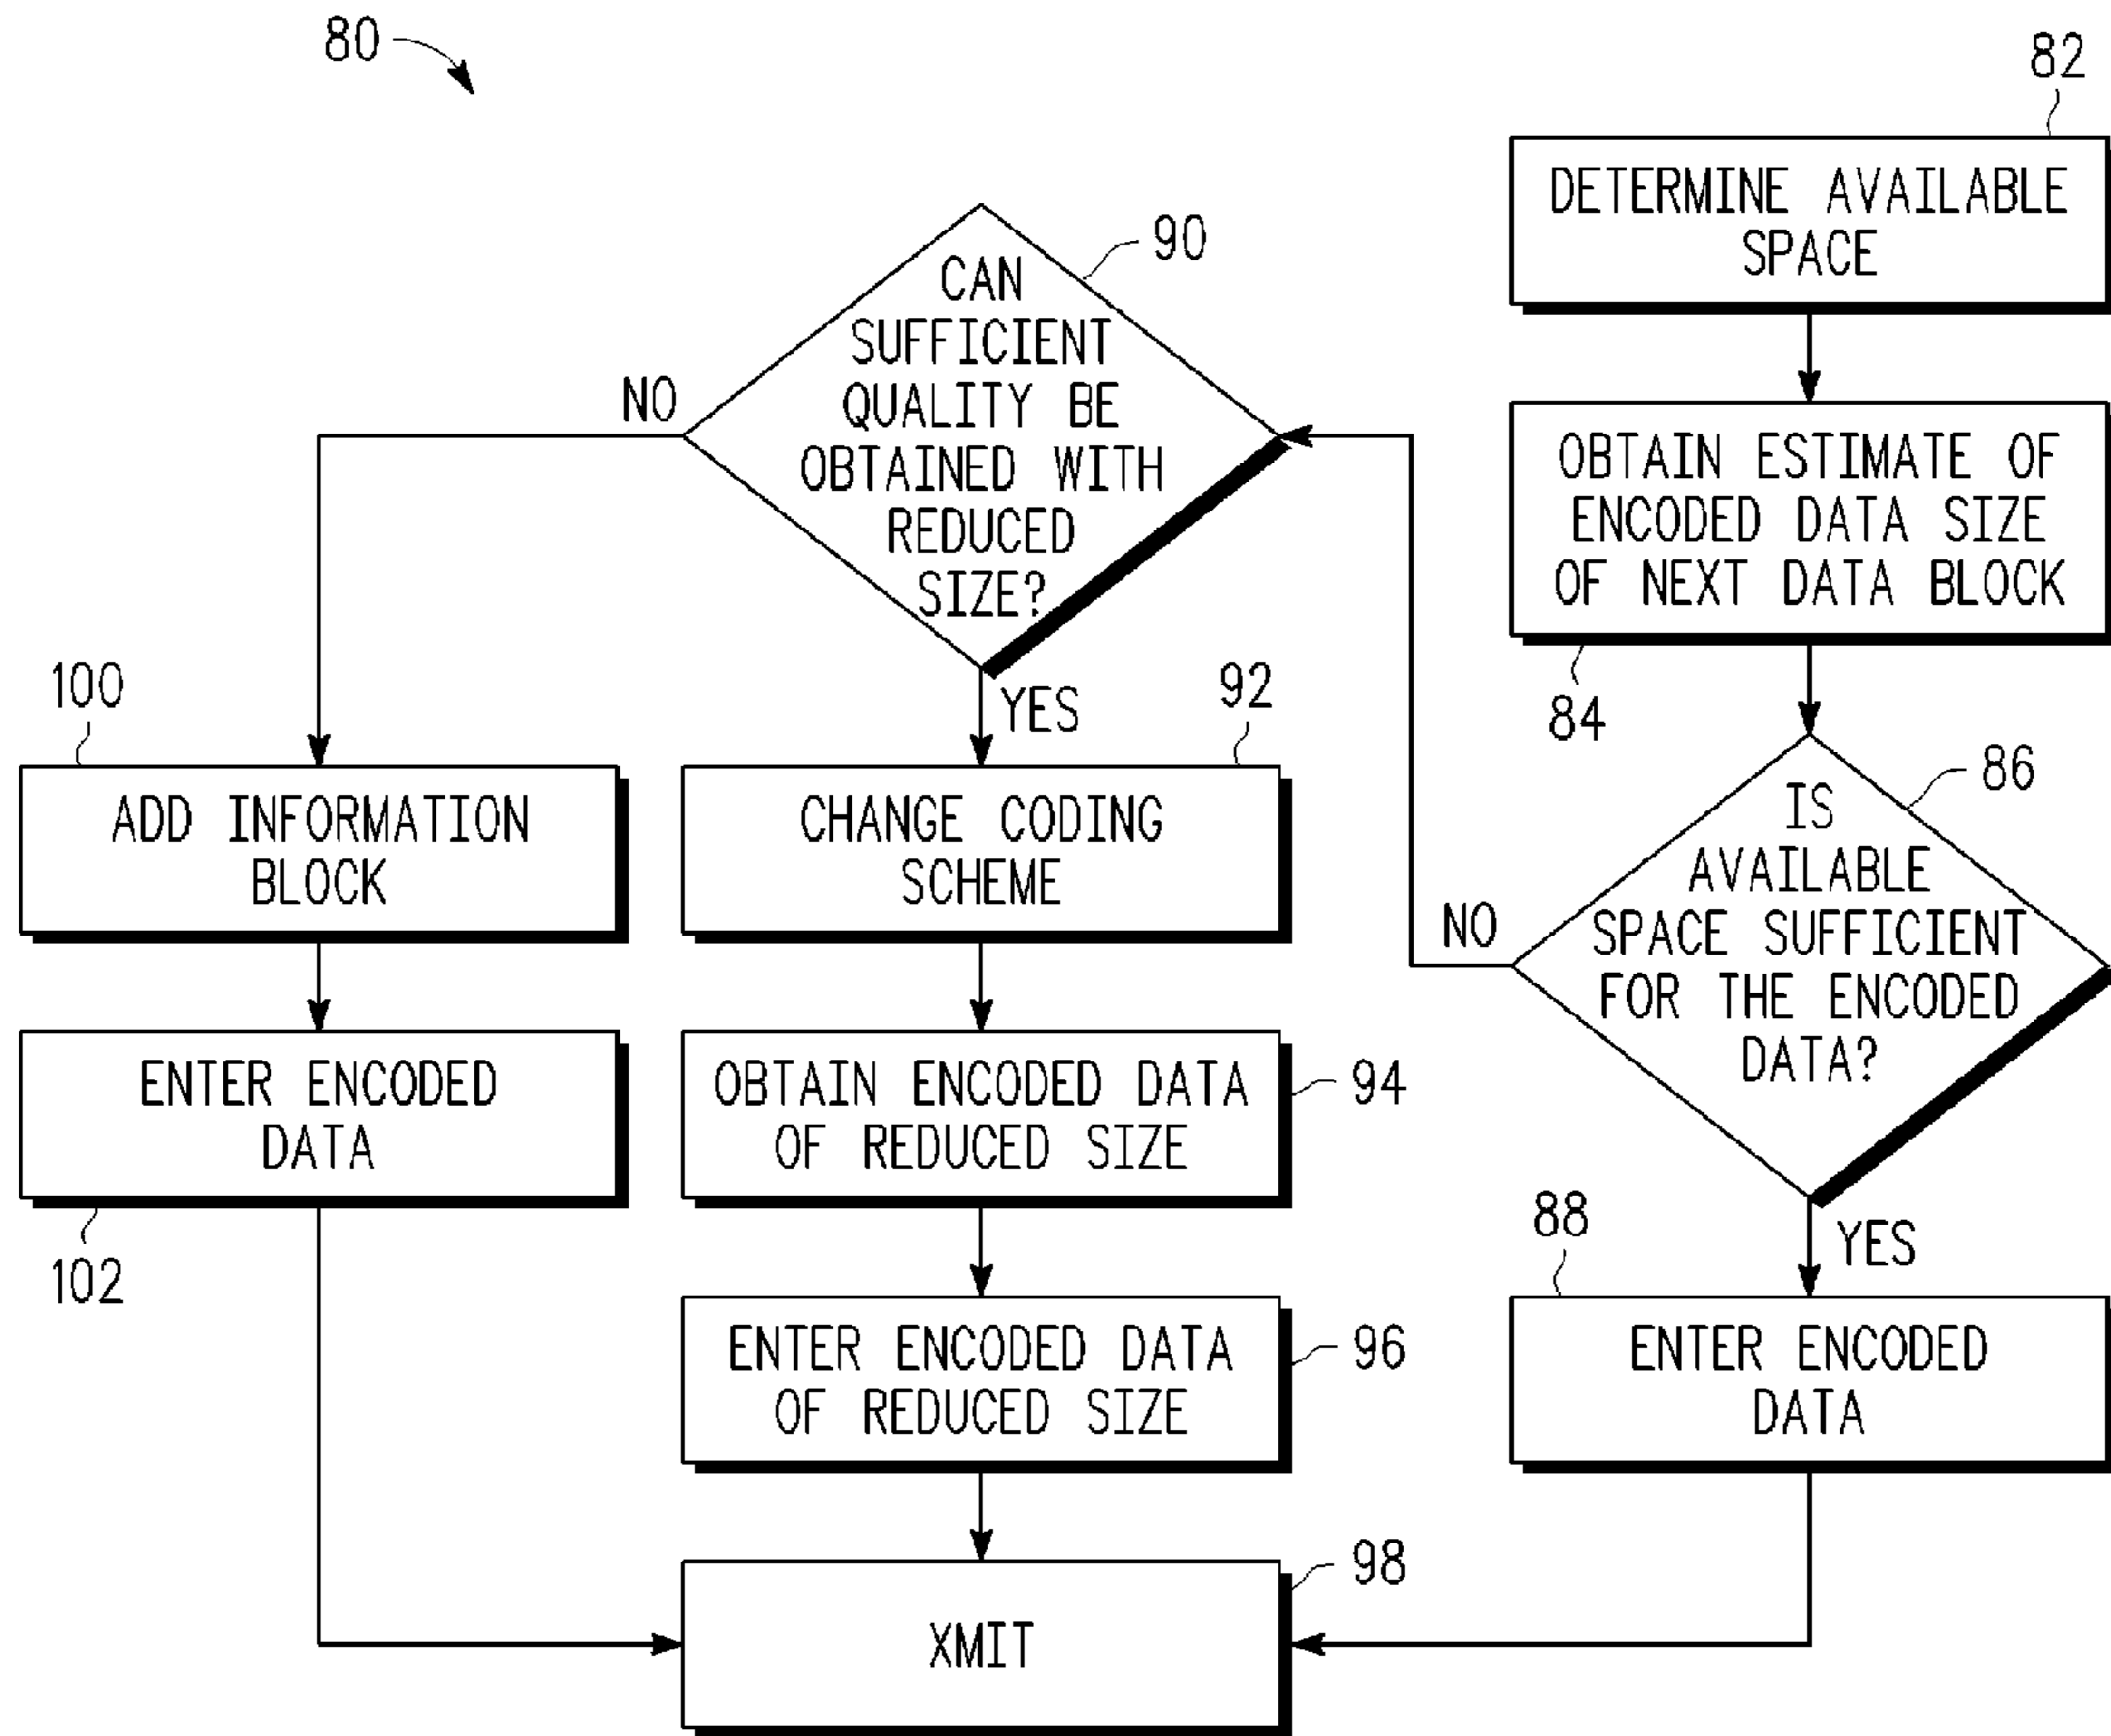 80
82
DETERMINE AVAILABLE
SPACE
OBTAIN ESTIMATE OF
ENCODED DATA SIZE
OF NEXT DATA BLOCK
84
86
IS
AVAILABLE
SPACE SUFFICIENT
FOR THE ENCODED
DATA?
NO
YES
88
ENTER ENCODED
DATA
90
CAN
SUFFICIENT
QUALITY BE
OBTAINED WITH
REDUCED
SIZE?
NO
YES
92
CHANGE CODING
SCHEME
OBTAIN ENCODED DATA
OF REDUCED SIZE
94
ENTER ENCODED DATA
OF REDUCED SIZE
96
100
ADD INFORMATION
BLOCK
ENTER ENCODED
DATA
102
XMIT
98